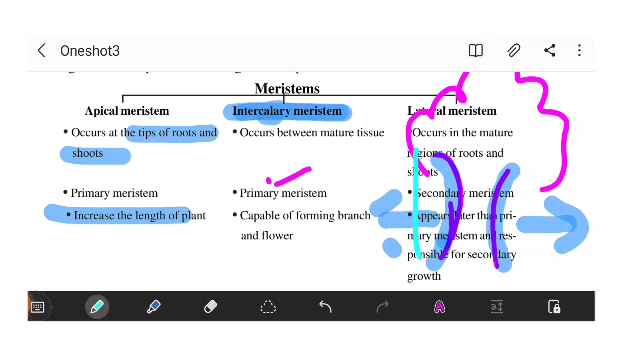 Oneshot3
Meristems
Apical meristem
• Occurs at the tips of roots and
shoots
• Primary meristem
• Increase the length of plant
Intercalary meristem
• Occurs between mature tissue
• Primary meristem
• Capable of forming branch
and flower
Lateral meristem
Occurs in the mature
regions of roots and
shoots
Secondary meristem
• Appears later than pri-
mary meristem and res-
ponsible for secondary
growth